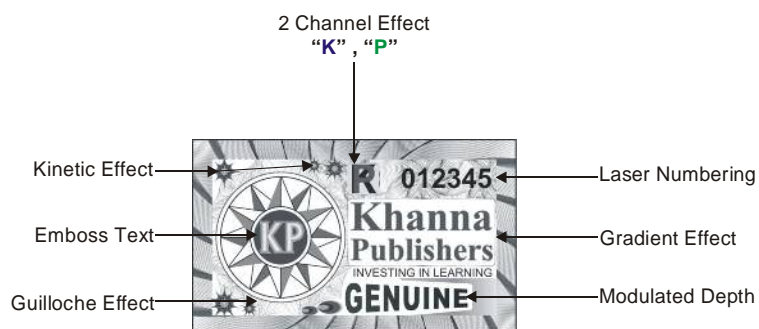 2 Channel Effect
“K” , “P”
Kinetic Effect
Emboss Text
Guilloche Effect
KP
012345
Khanna
Publishers
INVESTING IN LEARNING
GENUINE
Laser Numbering
Gradient Effect
Modulated Depth